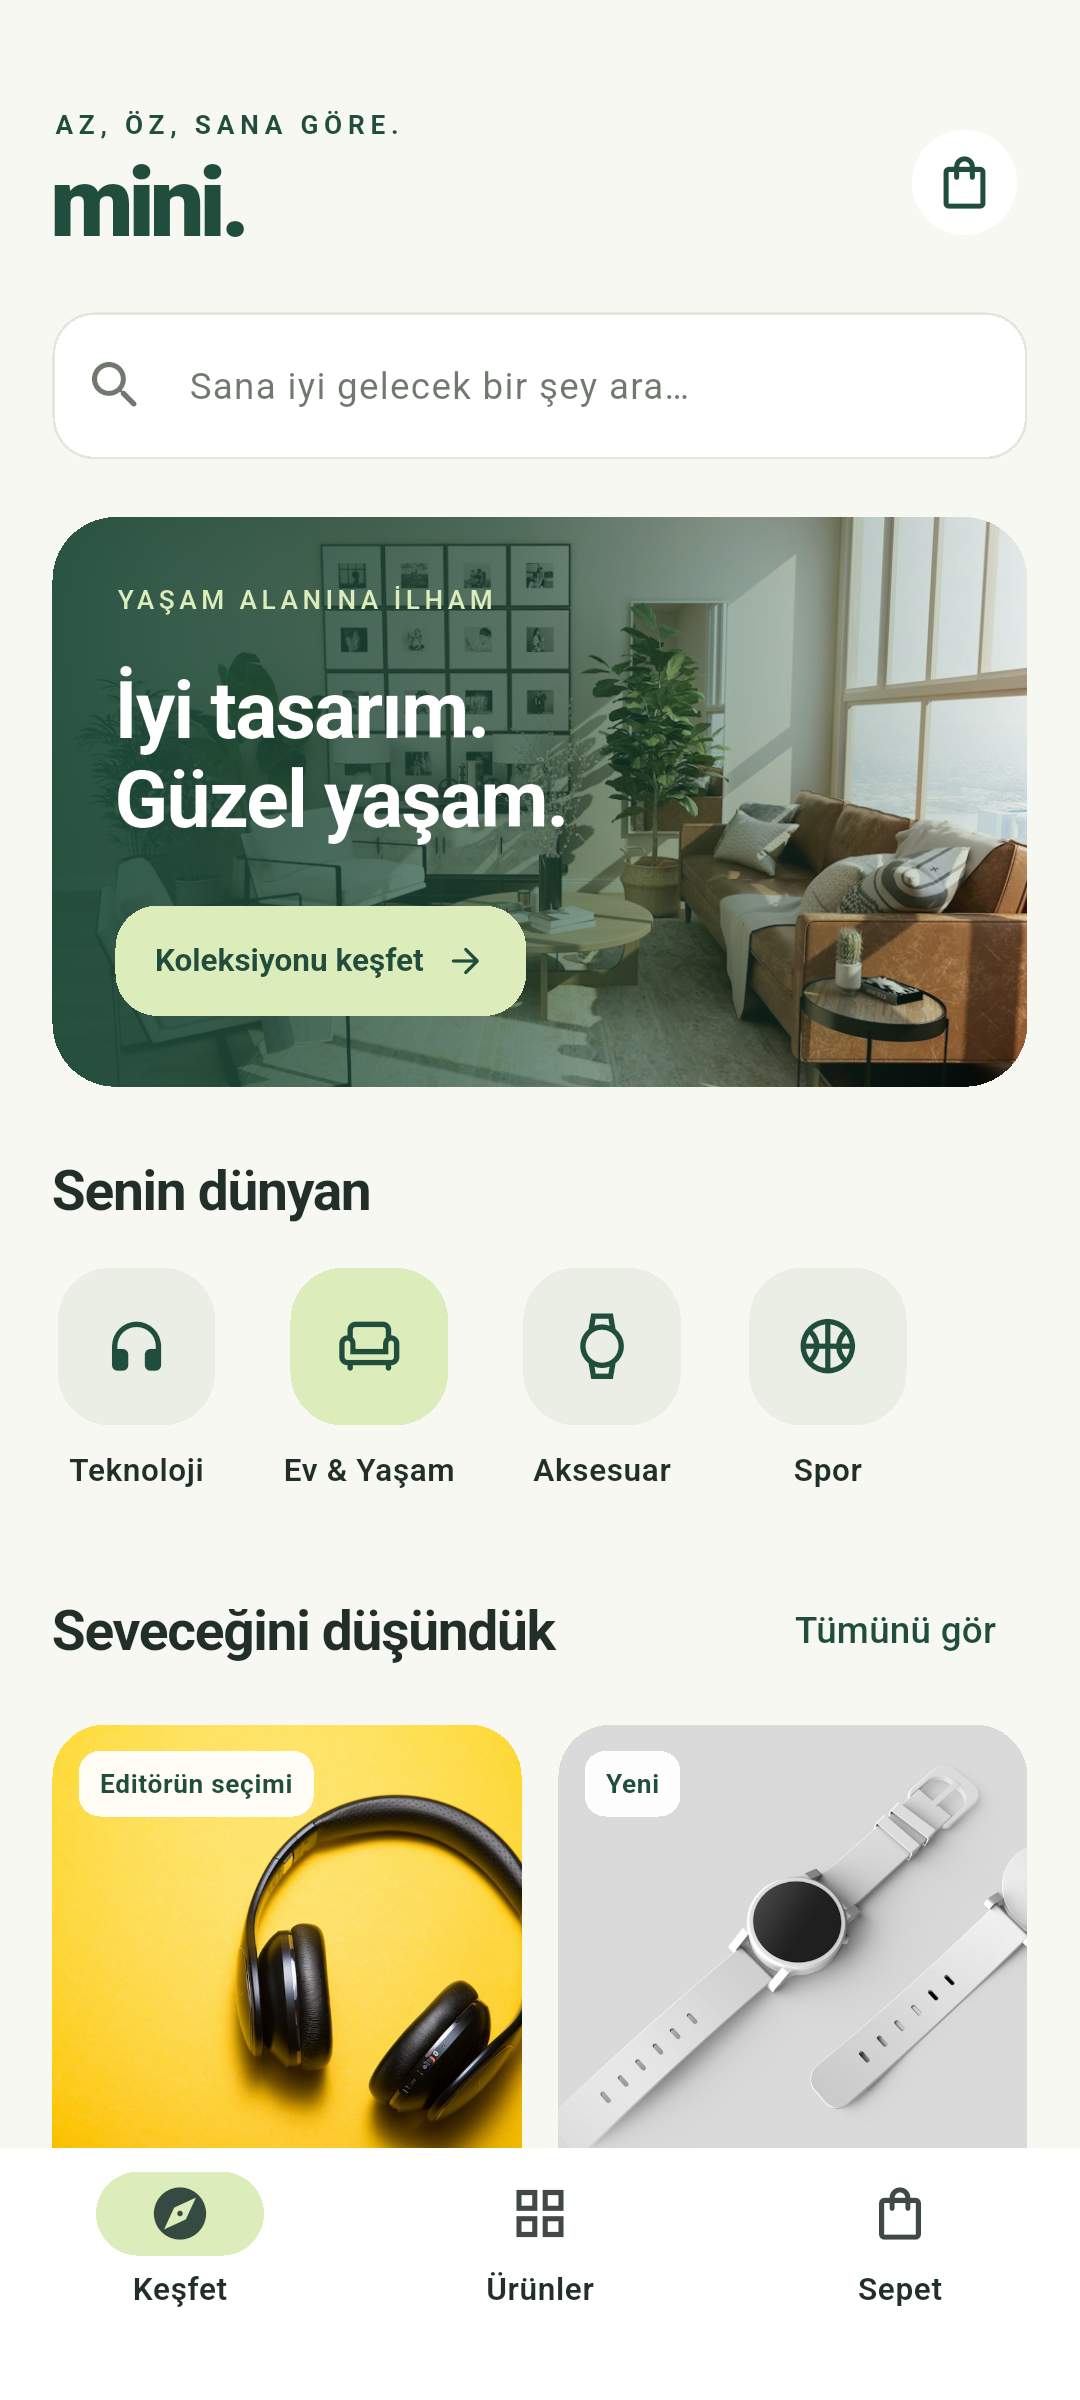 AZ, ÖZ, SANA GÖRE.
mini.
Sana iyi gelecek bir şey ara...
YAŞAM ALANINA İLHAM
İyi tasarım.
Güzel yaşam.
Koleksiyonu keşfet
Senin dünyan
Teknoloji
Ev & Yaşam
Aksesuar
Spor
Seveceğini düşündük
Tümünü gör
Editörün seçimi
Yeni
Keşfet
Ürünler
Sepet